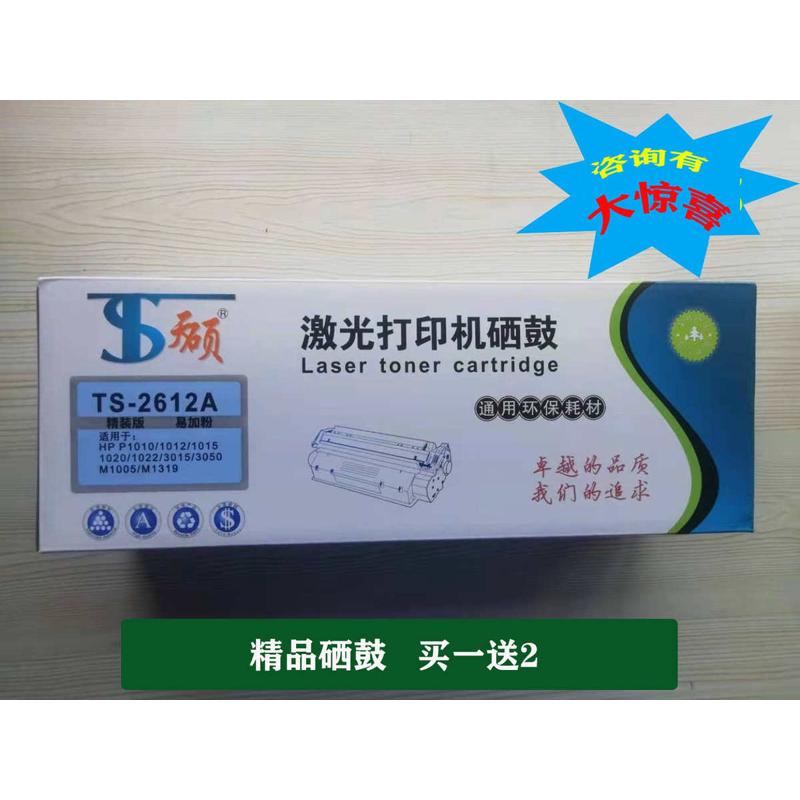 咨询有
大惊喜
TS 天硕®
激光打印机硒鼓
Laser toner cartridge
TS-2612A
精装版 易加粉
适用于:
HP P1010/1012/1015
1020/1022/3015/3050
M1005/M1319
通用环保耗材
卓越的品质
我们的追求
A
$
精品硒鼓 买一送2